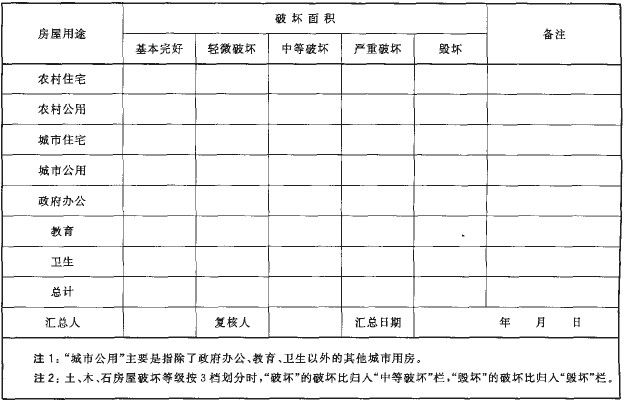 房屋用途
破坏面积
备注
基本完好 轻微破坏 中等破坏 严重破坏 毁坏
农村住宅
农村公用
城市住宅
城市公用
政府办公
教育
卫生
总计
汇总人 复核人 汇总日期 年 月 日
注1:“城市公用”主要是指除了政府办公、教育、卫生以外的其他城市用房。
注2:土、木、石房屋破坏等级按3档划分时,“破坏”的破坏比归入“中等破坏”栏,“毁坏”的破坏比归入“毁坏”栏。